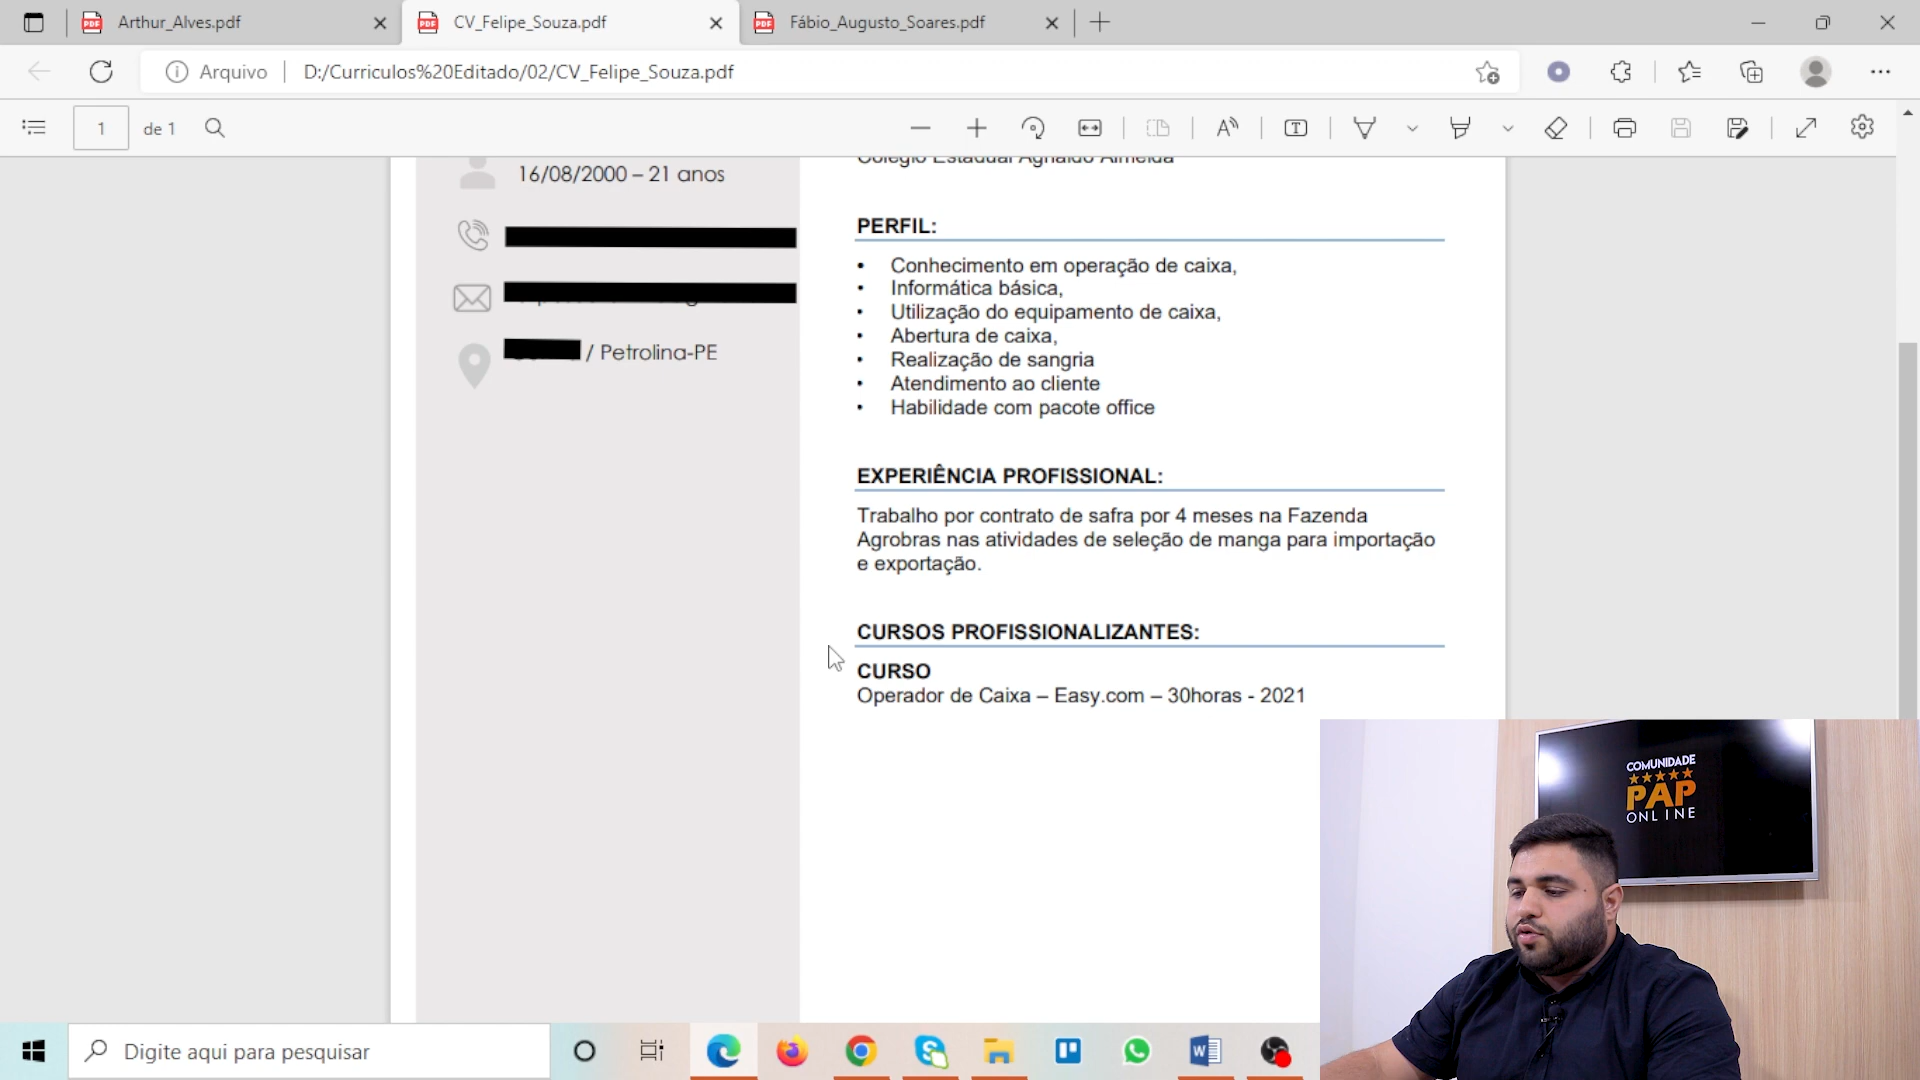 Arthur_Alves.pdf
CV_Felipe_Souza.pdf
Fábio_Augusto_Soares.pdf
Arquivo
D:/Curriculos%20Editado/02/CV_Felipe_Souza.pdf
1
de 1
Colégio Estadual Agnaldo Almeida
16/08/2000 – 21 anos
/ Petrolina-PE
PERFIL:
• Conhecimento em operação de caixa,
• Informática básica,
• Utilização do equipamento de caixa,
• Abertura de caixa,
• Realização de sangria
• Atendimento ao cliente
• Habilidade com pacote office
EXPERIÊNCIA PROFISSIONAL:
Trabalho por contrato de safra por 4 meses na Fazenda
Agrobras nas atividades de seleção de manga para importação
e exportação.
CURSOS PROFISSIONALIZANTES:
CURSO
Operador de Caixa – Easy.com – 30horas - 2021
COMUNIDADE
PAP
ONLINE
Digite aqui para pesquisar